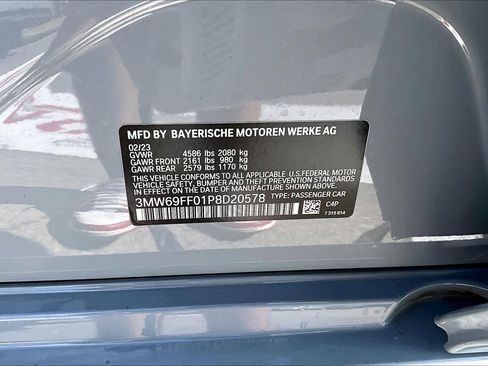 MFD BY BAYERISCHE MOTOREN WERKE AG
02/23
GVWR 4586 lbs 2080 kg
GAWR FRONT 2161 lbs 980 kg
GAWR REAR 2579 lbs 1170 kg
THIS VEHICLE CONFORMS TO ALL APPLICABLE U.S.FEDERAL MOTOR
VEHICLE SAFETY, BUMPER, AND THEFT PREVENTION STANDARDS
IN EFFECT ON THE DATE OF MANUFACTURE SHOWN ABOVE.
3MW69FF01P8D20578 TYPE: PASSENGER CAR
C4P
7 315 814